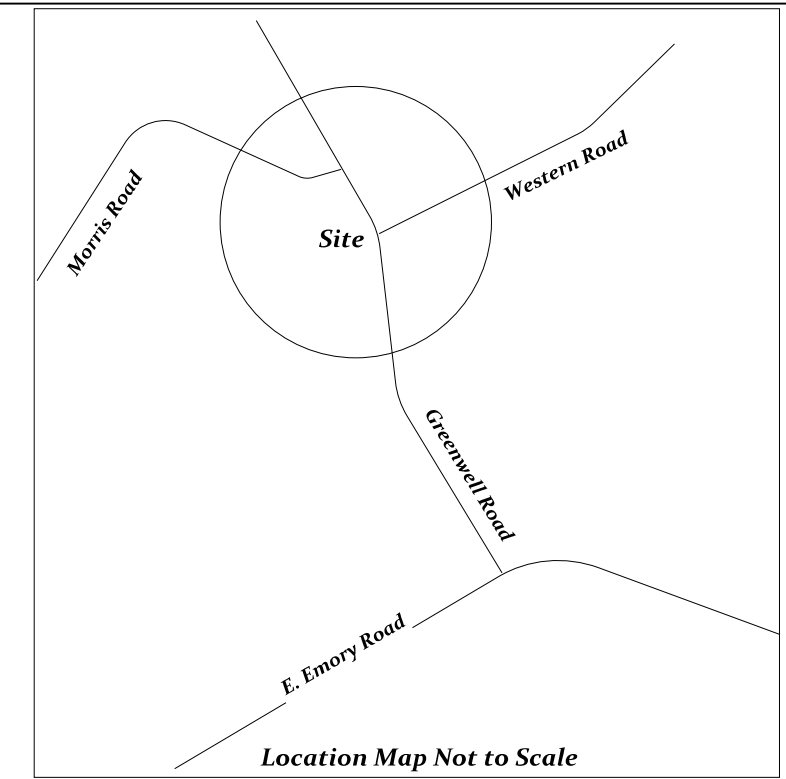 Morris Road
Western Road
Site
Greenwell Road
E. Emory Road
Location Map Not to Scale